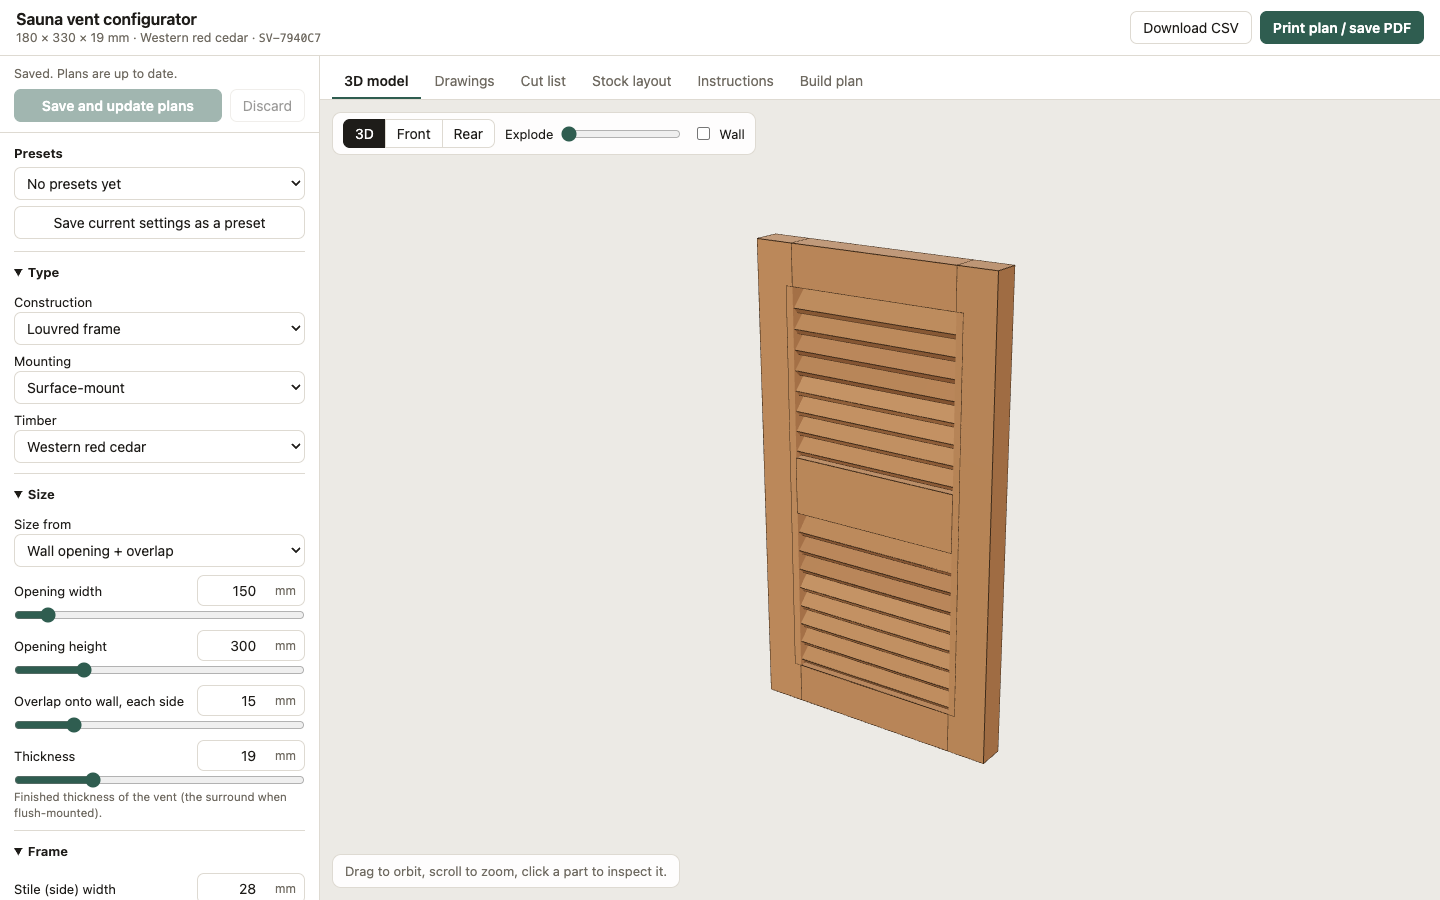 Sauna vent configurator
180 × 330 × 19 mm · Western red cedar · SV-7940C7
Download CSV
Print plan / save PDF
Saved. Plans are up to date.
Save and update plans
Discard
Presets
No presets yet
Save current settings as a preset
Type
Construction
Louvred frame
Mounting
Surface-mount
Timber
Western red cedar
Size
Size from
Wall opening + overlap
Opening width
150 mm
Opening height
300 mm
Overlap onto wall, each side
15 mm
Thickness
19 mm
Finished thickness of the vent (the surround when
flush-mounted).
Frame
Stile (side) width
28 mm
3D model
Drawings
Cut list
Stock layout
Instructions
Build plan
3D
Front
Rear
Explode
Wall
Drag to orbit, scroll to zoom, click a part to inspect it.